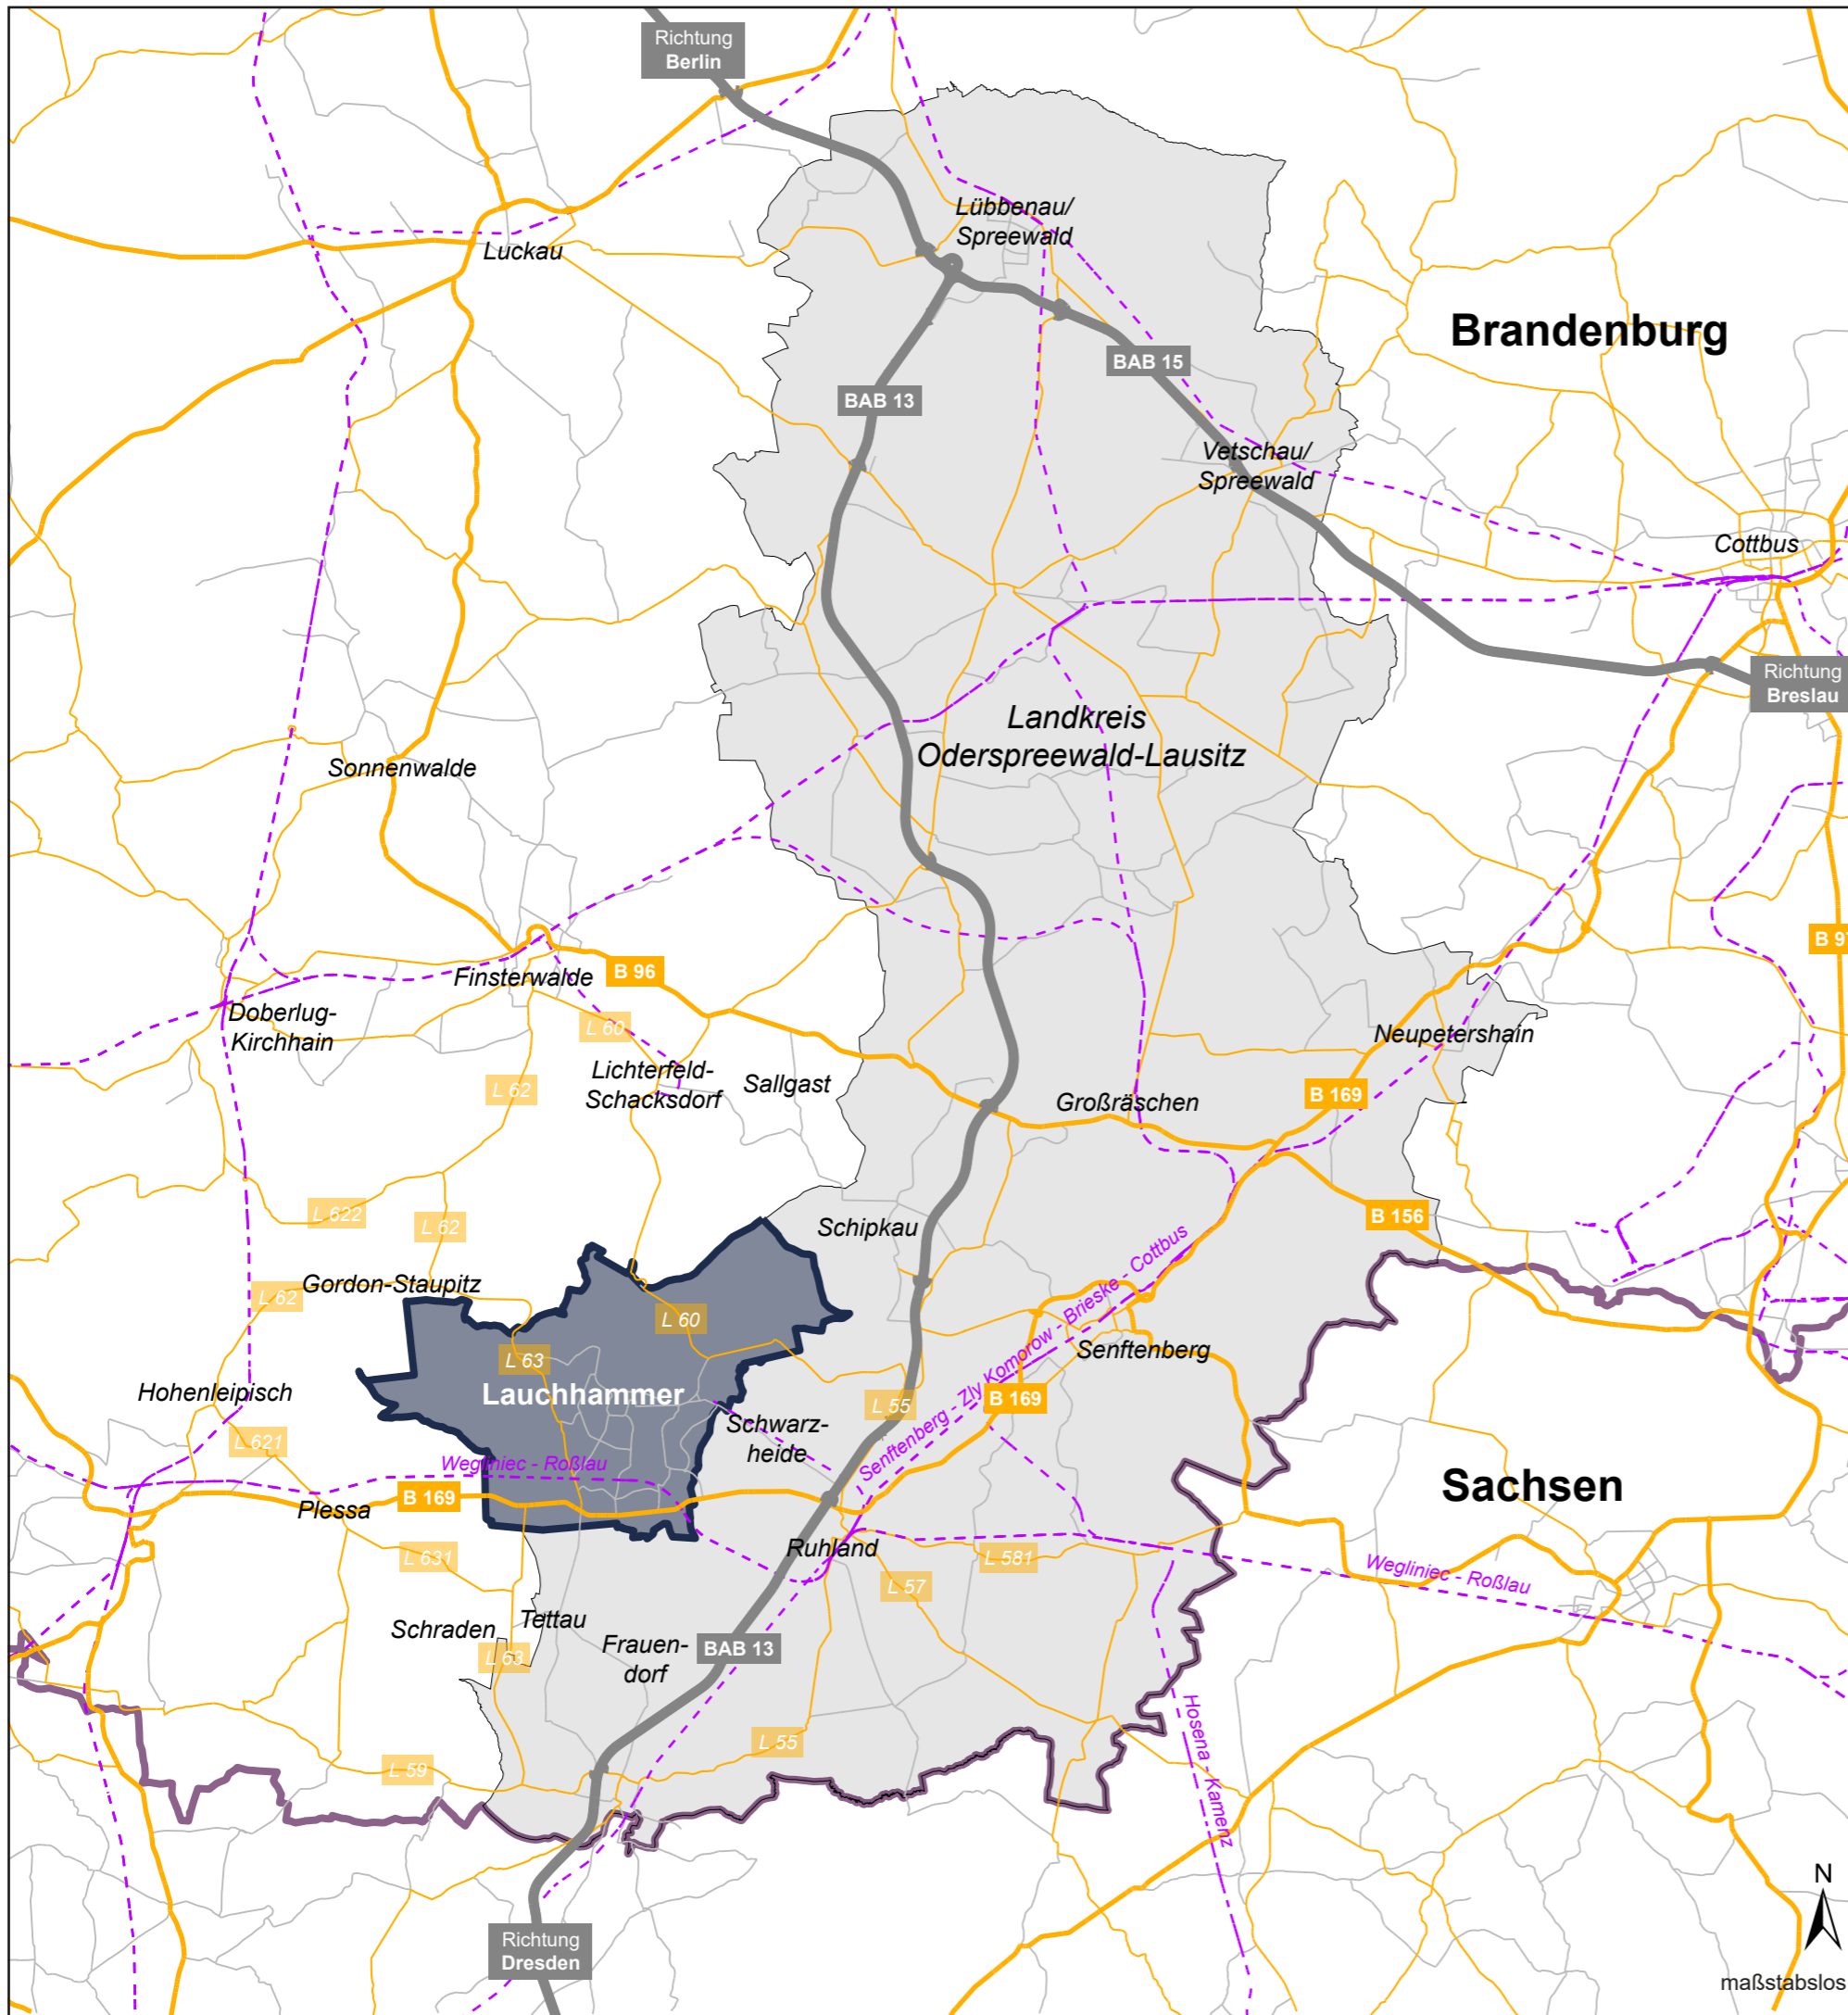 Richtung
Berlin
Lübbenau/
Spreewald
Luckau
Brandenburg
BAB 15
BAB 13
Vetschau/
Spreewald
Cottbus
Richtung
Breslau
Landkreis
Oderspreewald-Lausitz
Sonnenwalde
B 96
Finsterwalde
Doberlug-
Kirchhain
L 60
Neupetershain
Lichterfeld-
Schacksdorf
Sallgast
L 62
Großräschen
B 169
L 622
L 62
Schipkau
B 156
Gordon-Staupitz
L 62
L 60
Senftenberg - Zly Komorow - Brieske - Cottbus
L 63
Senftenberg
Hohenleipisch
Lauchhammer
L 55
B 169
Schwarz-
heide
L 621
Wegliniec - Roßlau
Sachsen
B 169
Plessa
Ruhland
L 631
L 581
L 57
Wegliniec - Roßlau
Schraden
Tettau
Frauen-
dorf
BAB 13
L 63
Hosena - Kamenz
L 55
L 59
Richtung
Dresden
N
maßstabslos